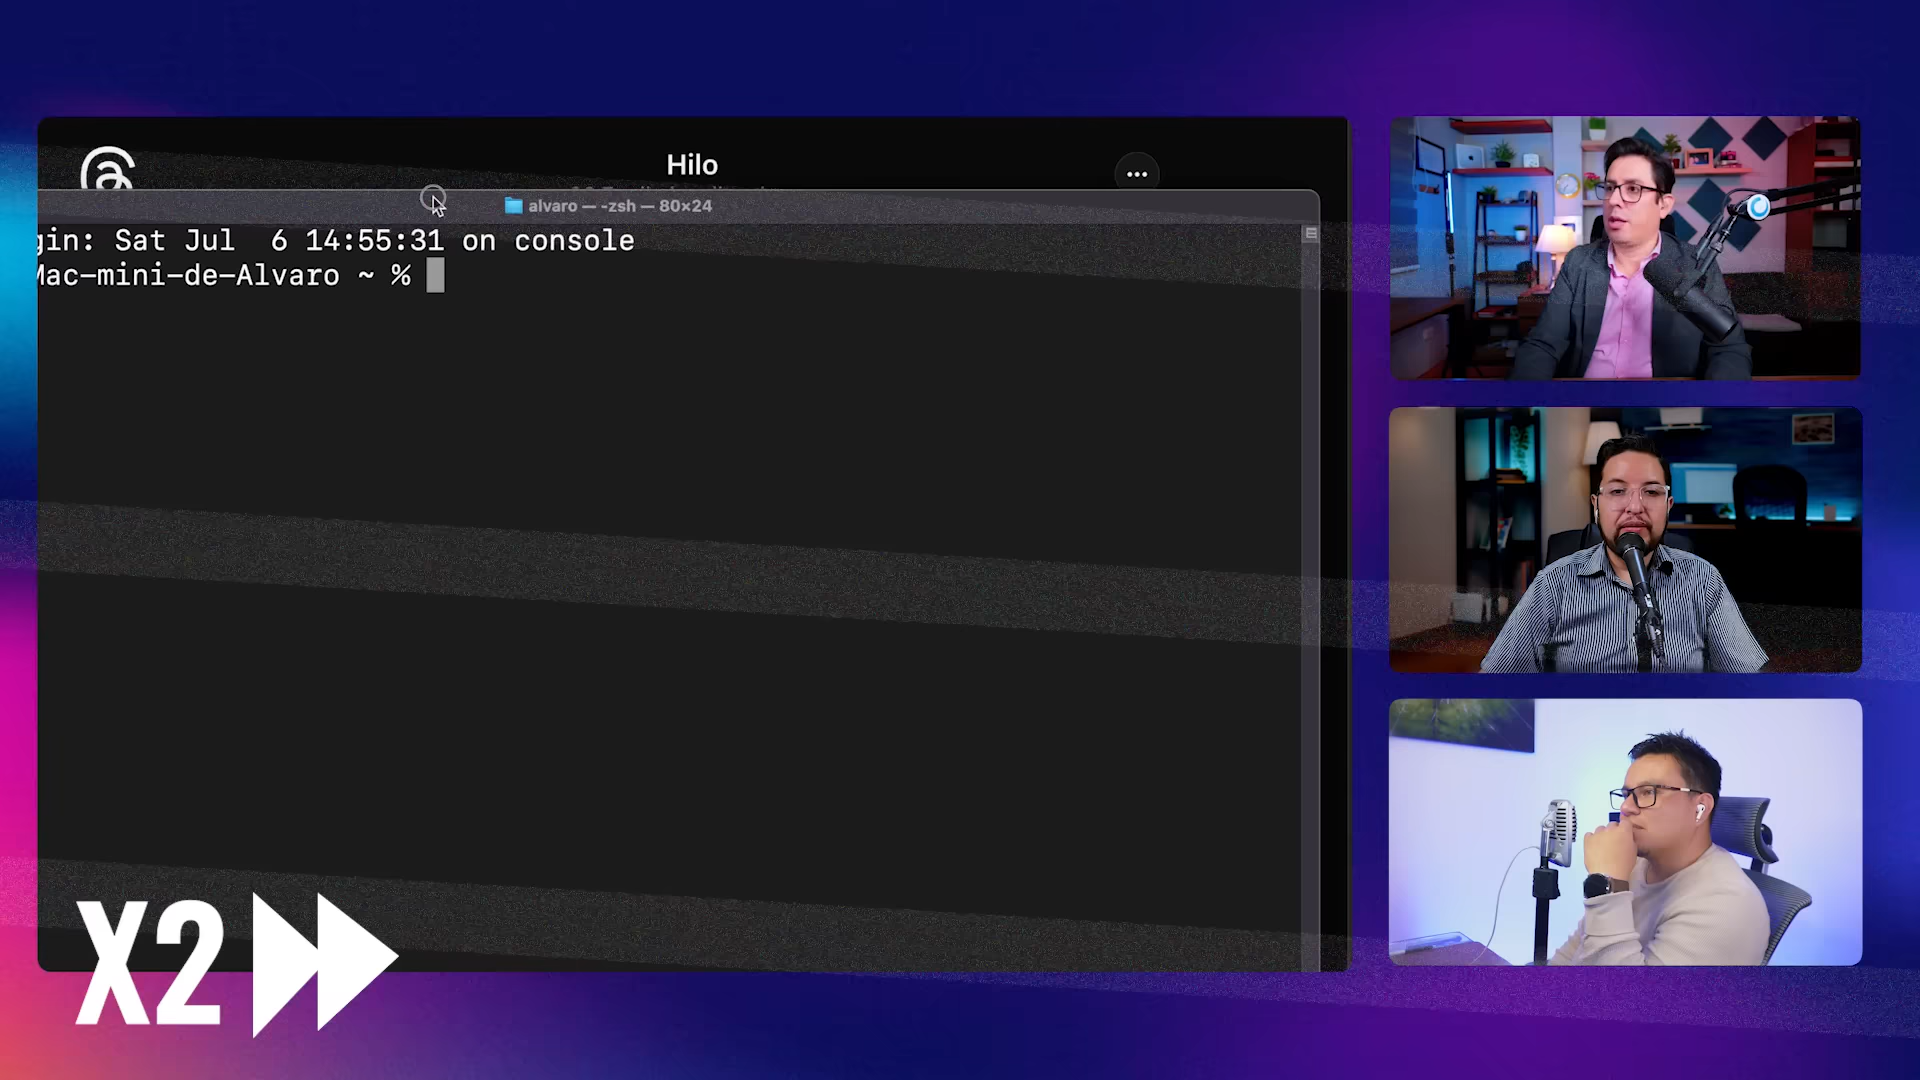 Hilo
alvaro — -zsh — 80×24
gin: Sat Jul  6 14:55:31 on console
Mac-mini-de-Alvaro ~ %
X2